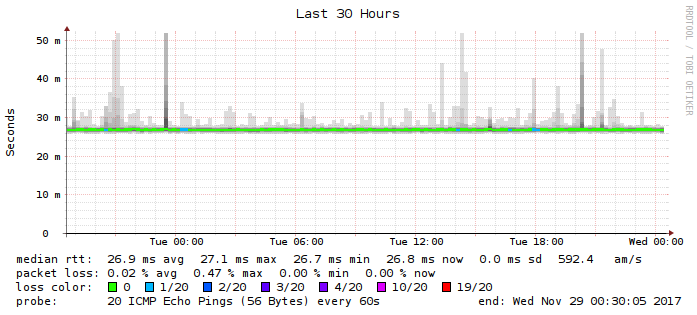 Last 30 Hours
RRDTOOL / TOBI OETIKER
Seconds
50 m
40 m
30 m
20 m
10 m
0
Tue 00:00 Tue 06:00 Tue 12:00 Tue 18:00 Wed 00:00
median rtt: 26.9 ms avg 27.1 ms max 26.7 ms min 26.8 ms now 0.0 ms sd 592.4 am/s
packet loss: 0.02 % avg 0.47 % max 0.00 % min 0.00 % now
loss color: 0 1/20 2/20 3/20 4/20 10/20 19/20
probe: 20 ICMP Echo Pings (56 Bytes) every 60s end: Wed Nov 29 00:30:05 2017